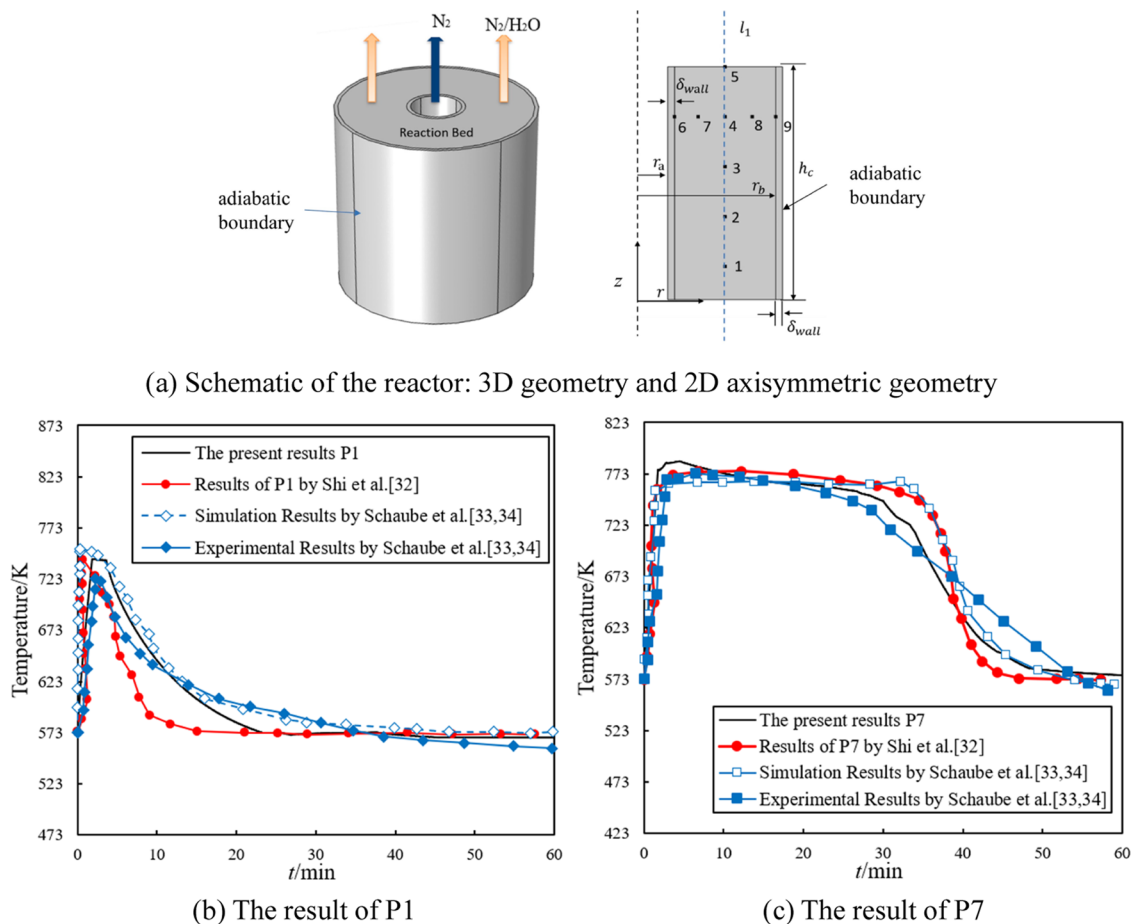 N₂
N₂/H₂O
Reaction Bed
adiabatic
boundary
l₁
5
δ_wall
6
7
4
8
9
r_a
3
h_c
adiabatic
boundary
r_b
2
1
z
r
δ_wall
(a) Schematic of the reactor: 3D geometry and 2D axisymmetric geometry
Temperature/K
873
823
773
723
673
623
573
523
473
The present results P1
Results of P1 by Shi et al.[32]
Simulation Results by Schaube et al.[33,34]
Experimental Results by Schaube et al.[33,34]
0
10
20
30
40
50
60
t/min
(b) The result of P1
Temperature/K
823
773
723
673
623
573
523
473
423
The present results P7
Results of P7 by Shi et al.[32]
Simulation Results by Schaube et al.[33,34]
Experimental Results by Schaube et al.[33,34]
0
10
20
30
40
50
60
t/min
(c) The result of P7